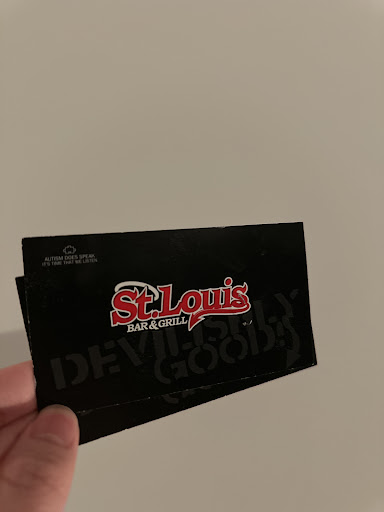 AUTISM DOES SPEAK
IT'S TIME THAT WE LISTEN
St.Louis
BAR & GRILL
DEVILISHLY
GOOD